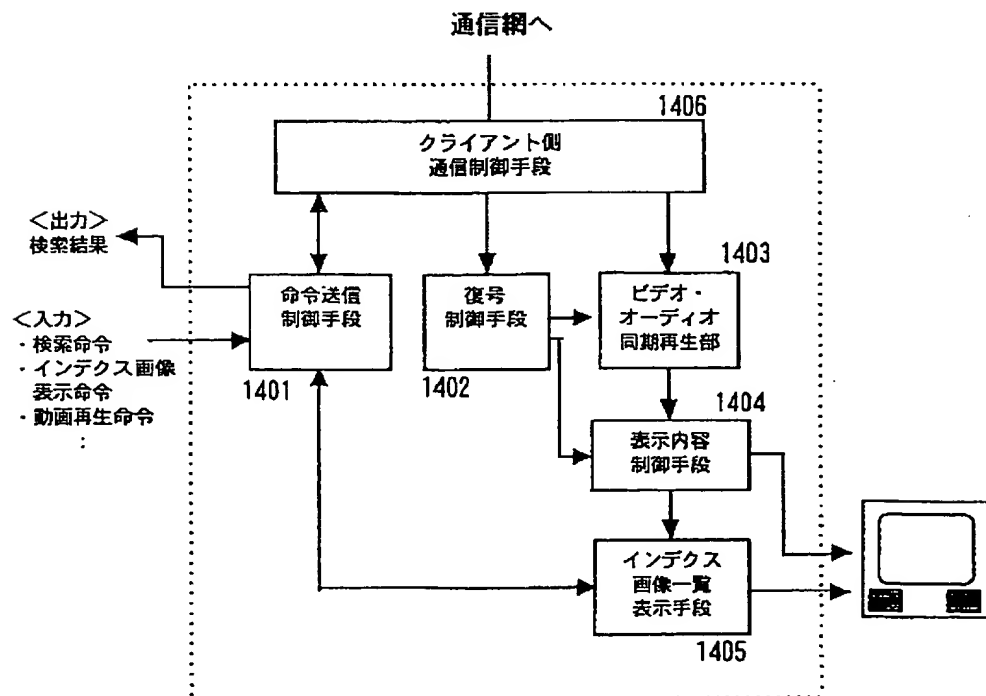 通信網へ
1406
クライアント側
通信制御手段
<出力>
検索結果
1403
命令送信
制御手段
復号
制御手段
ビデオ・
オーディオ
同期再生部
<入力>
・検索命令
・インデクス画像
表示命令
・動画再生命令
:
1401
1402
1404
表示内容
制御手段
インデクス
画像一覧
表示手段
1405